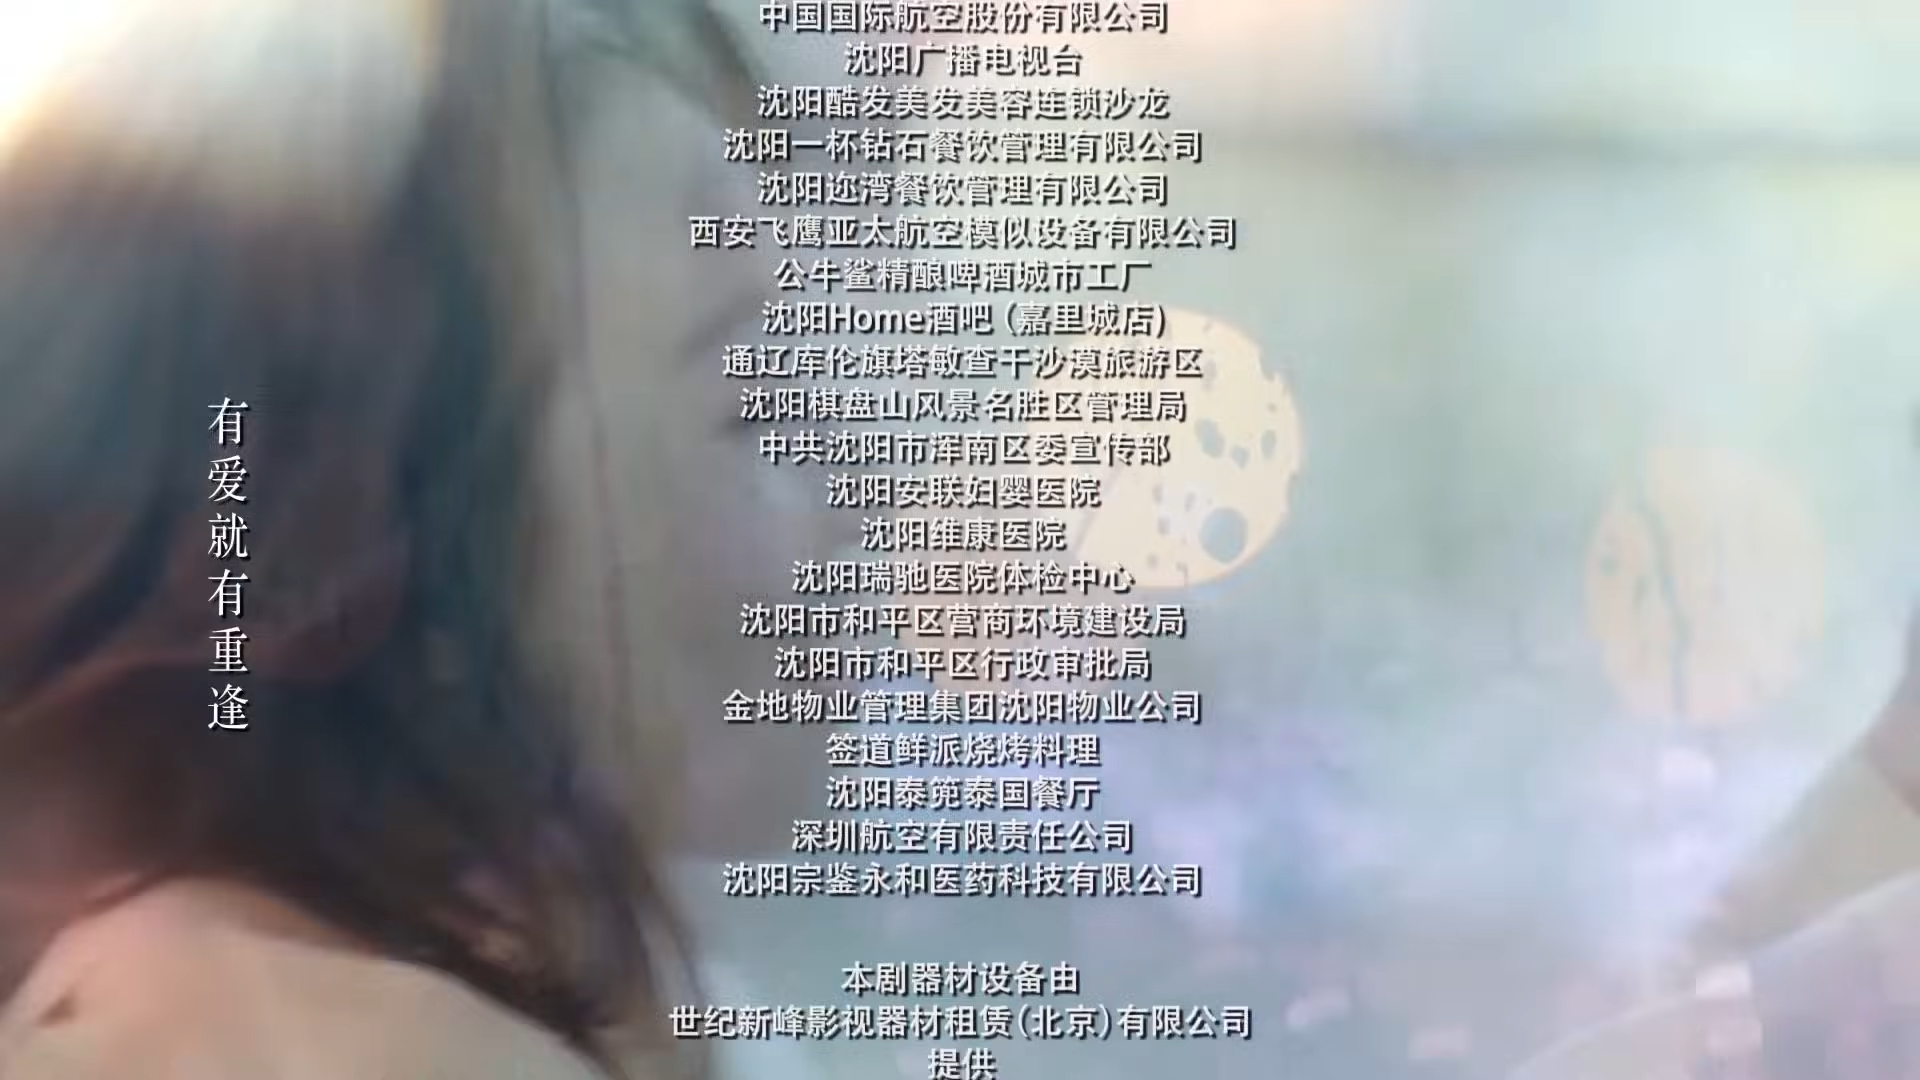 中国国际航空股份有限公司
沈阳广播电视台
沈阳酷发美发美容连锁沙龙
沈阳一杯钻石餐饮管理有限公司
沈阳迩湾餐饮管理有限公司
西安飞鹰亚太航空模似设备有限公司
公牛鲨精酿啤酒城市工厂
沈阳Home酒吧（嘉里城店）
通辽库伦旗塔敏查干沙漠旅游区
沈阳棋盘山风景名胜区管理局
中共沈阳市浑南区委宣传部
沈阳安联妇婴医院
沈阳维康医院
沈阳瑞驰医院体检中心
沈阳市和平区营商环境建设局
沈阳市和平区行政审批局
金地物业管理集团沈阳物业公司
签道鲜派烧烤料理
沈阳泰篼泰国餐厅
深圳航空有限责任公司
沈阳宗鉴永和医药科技有限公司
本剧器材设备由
世纪新峰影视器材租赁（北京）有限公司
提供
有爱就有重逢